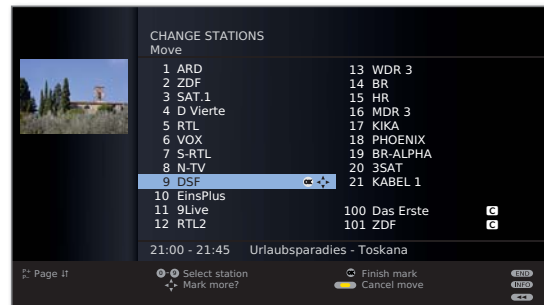 CHANGE STATIONS
Move
1 ARD
2 ZDF
3 SAT.1
4 D Vierte
5 RTL
6 VOX
7 S-RTL
8 N-TV
9 DSF OK
10 EinsPlus
11 9Live
12 RTL2
13 WDR 3
14 BR
15 HR
16 MDR 3
17 KIKA
18 PHOENIX
19 BR-ALPHA
20 3SAT
21 KABEL 1
100 Das Erste C
101 ZDF C
21:00 - 21:45 Urlaubsparadies - Toskana
P+
P- Page
0-9 Select station
Mark more?
OK Finish mark
Cancel move
END
INFO